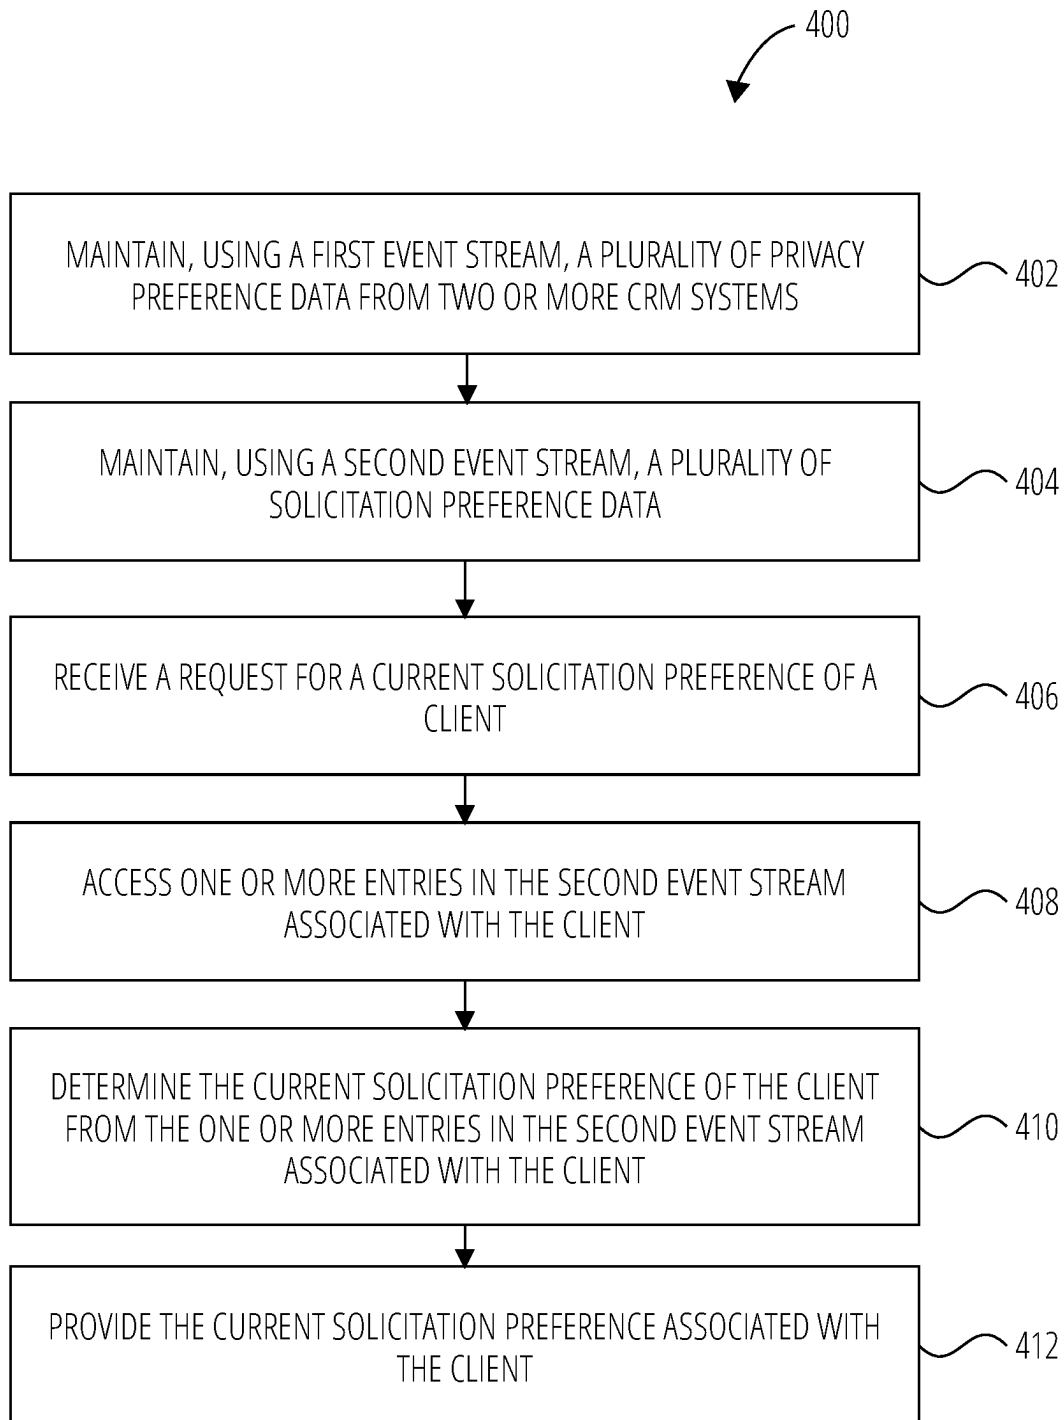 400
MAINTAIN, USING A FIRST EVENT STREAM, A PLURALITY OF PRIVACY
PREFERENCE DATA FROM TWO OR MORE CRM SYSTEMS
402
MAINTAIN, USING A SECOND EVENT STREAM, A PLURALITY OF
SOLICITATION PREFERENCE DATA
404
RECEIVE A REQUEST FOR A CURRENT SOLICITATION PREFERENCE OF A
CLIENT
406
ACCESS ONE OR MORE ENTRIES IN THE SECOND EVENT STREAM
ASSOCIATED WITH THE CLIENT
408
DETERMINE THE CURRENT SOLICITATION PREFERENCE OF THE CLIENT
FROM THE ONE OR MORE ENTRIES IN THE SECOND EVENT STREAM
ASSOCIATED WITH THE CLIENT
410
PROVIDE THE CURRENT SOLICITATION PREFERENCE ASSOCIATED WITH
THE CLIENT
412